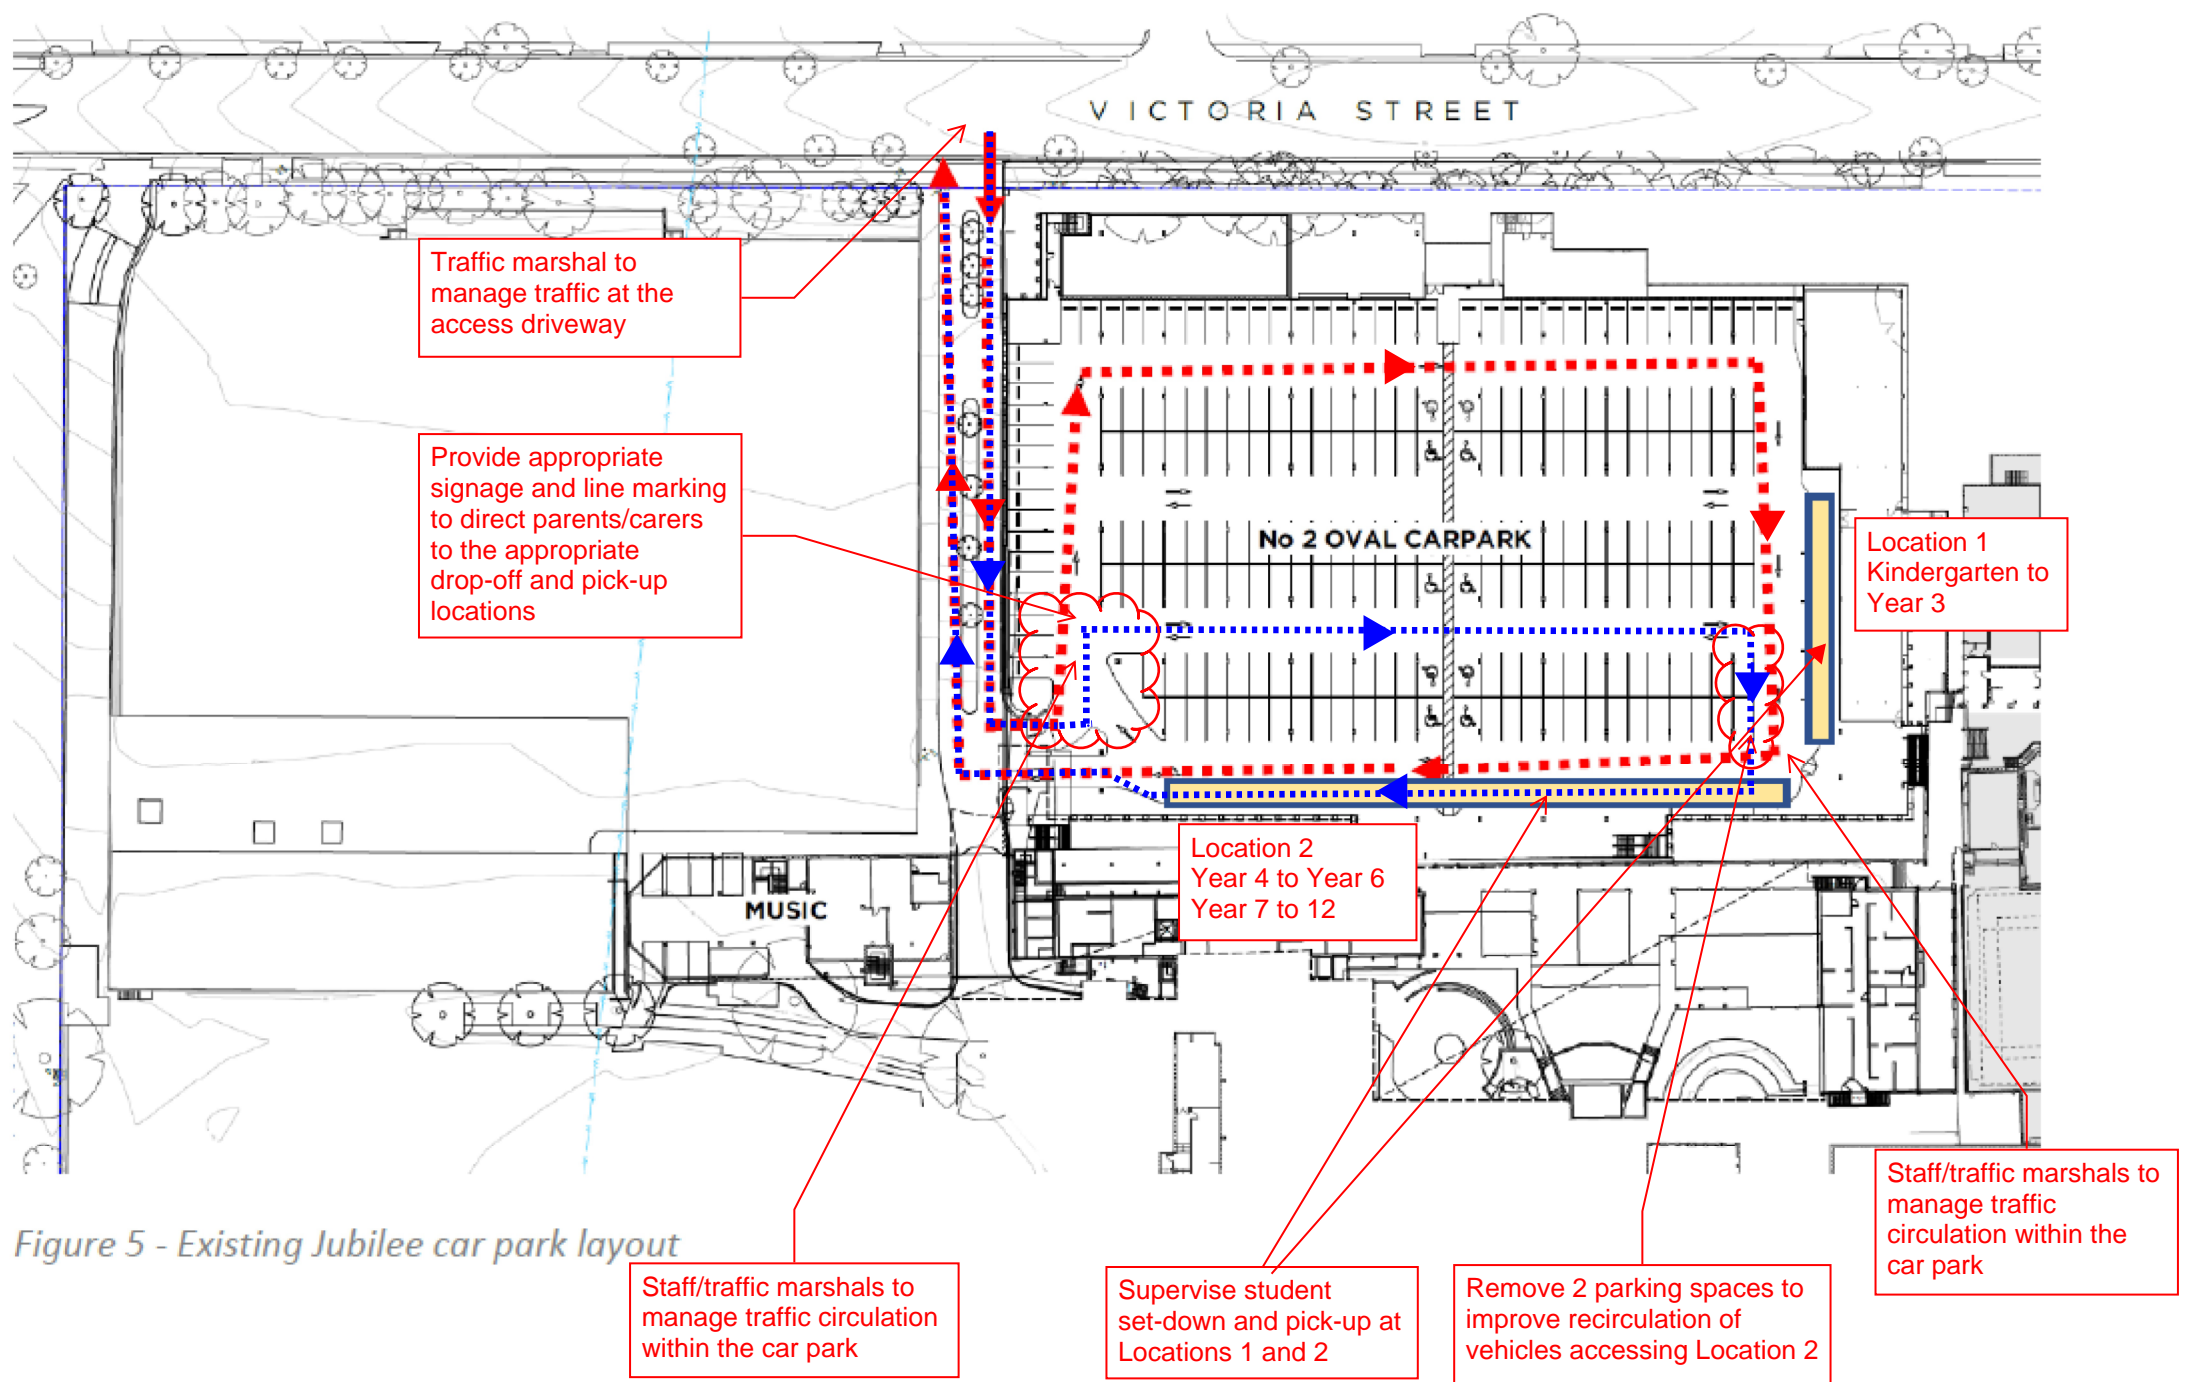 VICTORIA STREET
Traffic marshal to
manage traffic at the
access driveway
Provide appropriate
signage and line marking
to direct parents/carers
to the appropriate
drop-off and pick-up
locations
No 2 OVAL CARPARK
Location 1
Kindergarten to
Year 3
Location 2
Year 4 to Year 6
Year 7 to 12
MUSIC
Staff/traffic marshals to
manage traffic
circulation within the
car park
Figure 5 - Existing Jubilee car park layout
Staff/traffic marshals to
manage traffic circulation
within the car park
Supervise student
set-down and pick-up at
Locations 1 and 2
Remove 2 parking spaces to
improve recirculation of
vehicles accessing Location 2